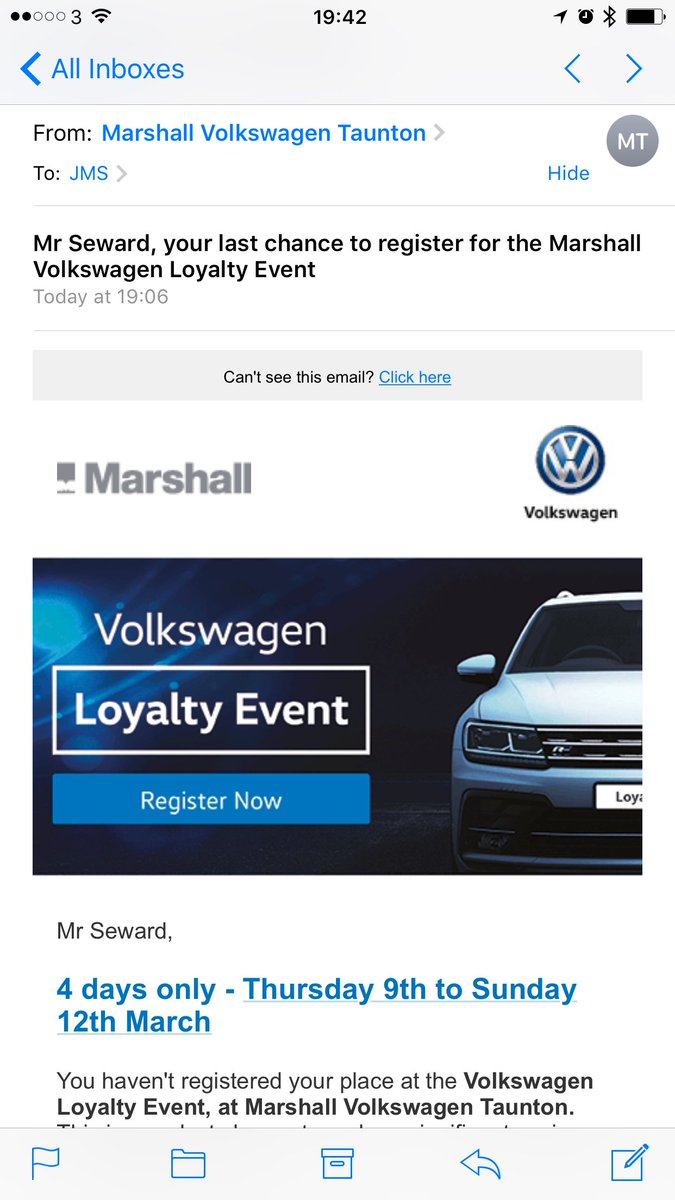 3 19:42
All Inboxes
From: Marshall Volkswagen Taunton
MT
To: JMS
Hide
Mr Seward, your last chance to register for the Marshall
Volkswagen Loyalty Event
Today at 19:06
Can't see this email? Click here
Marshall
Volkswagen
Volkswagen
Loyalty Event
Register Now
Loya
Mr Seward,
4 days only - Thursday 9th to Sunday
12th March
You haven't registered your place at the Volkswagen
Loyalty Event, at Marshall Volkswagen Taunton.